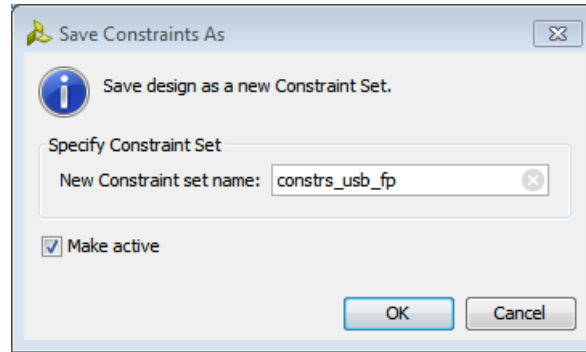 Save Constraints As
Save design as a new Constraint Set.
Specify Constraint Set
New Constraint set name: constrs_usb_fp
Make active
OK Cancel